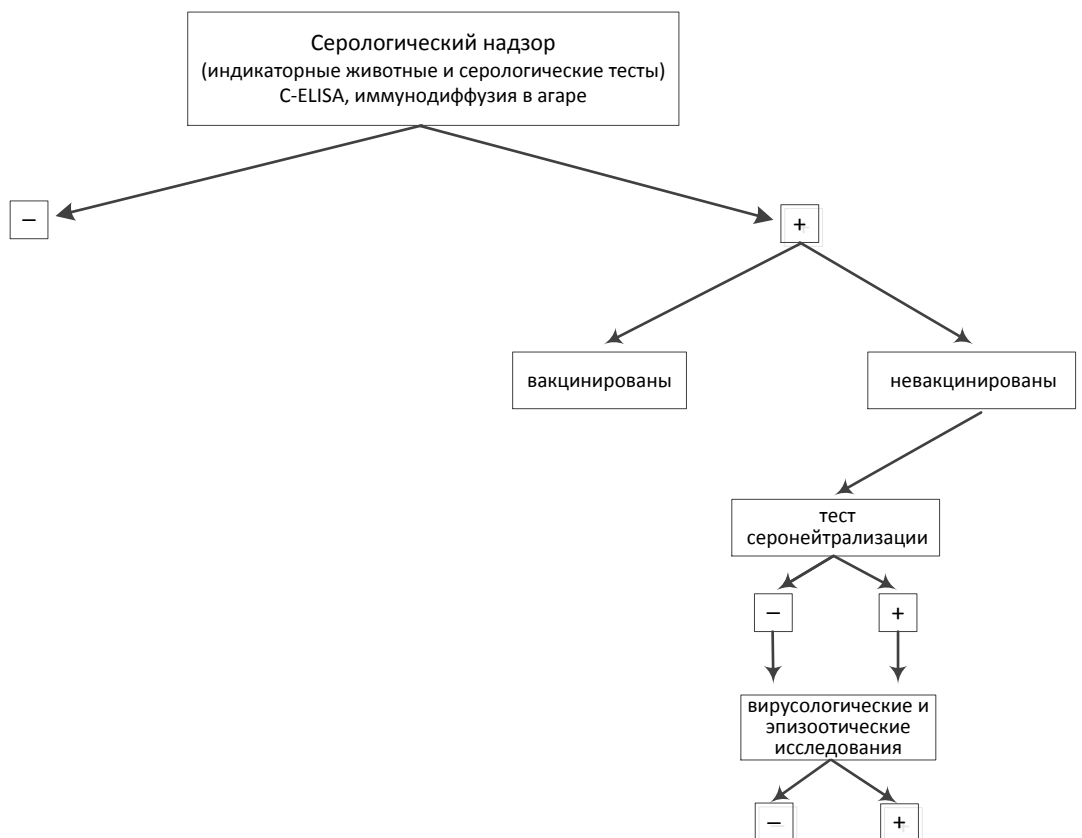 Серологический надзор
(индикаторные животные и серологические тесты)
C-ELISA, иммунодиффузия в агаре
–
+
вакцинированы
невакцинированы
тест
серонейтрализации
–
+
вирусологические и
эпизоотические
исследования
–
+